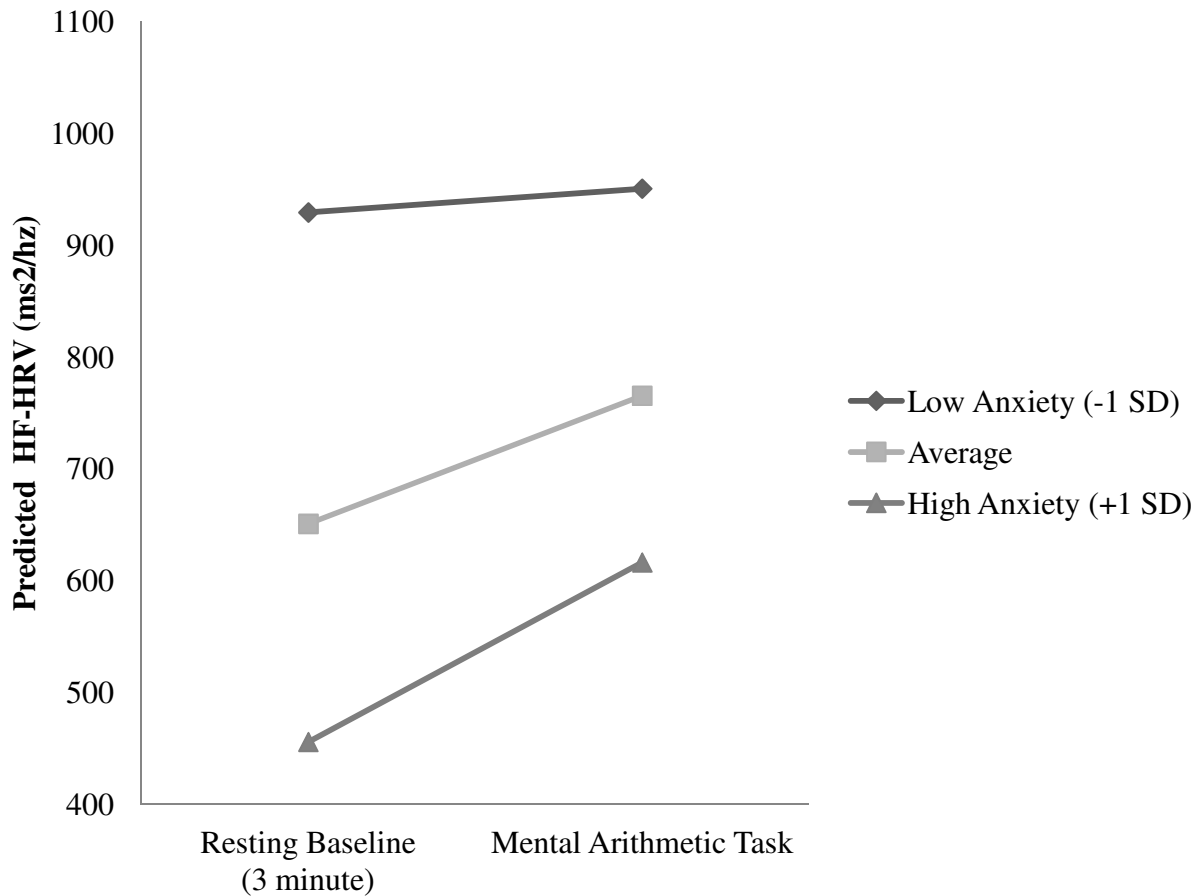 1100
1000
900
800
700
600
500
400
Predicted HF-HRV (ms2/hz)
Resting Baseline
(3 minute)
Mental Arithmetic Task
Low Anxiety (-1 SD)
Average
High Anxiety (+1 SD)